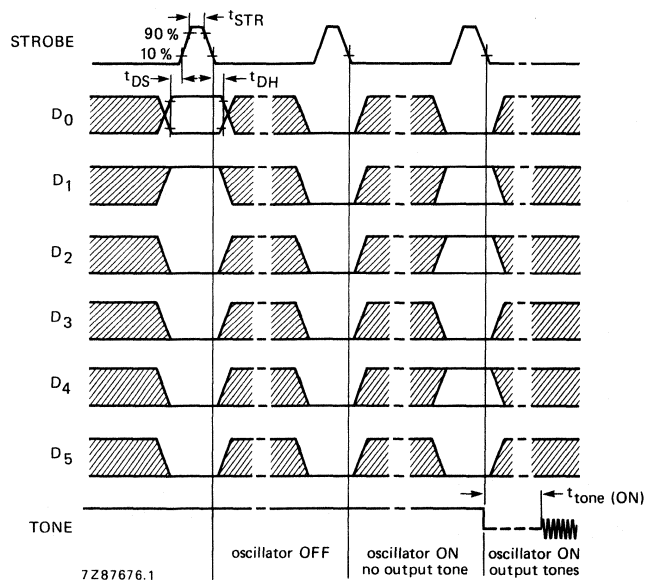 STROBE
90 %
10 %
tSTR
tDS
tDH
D0
D1
D2
D3
D4
D5
ttone (ON)
TONE
oscillator OFF
oscillator ON
no output tone
oscillator ON
output tones
7Z87676.1